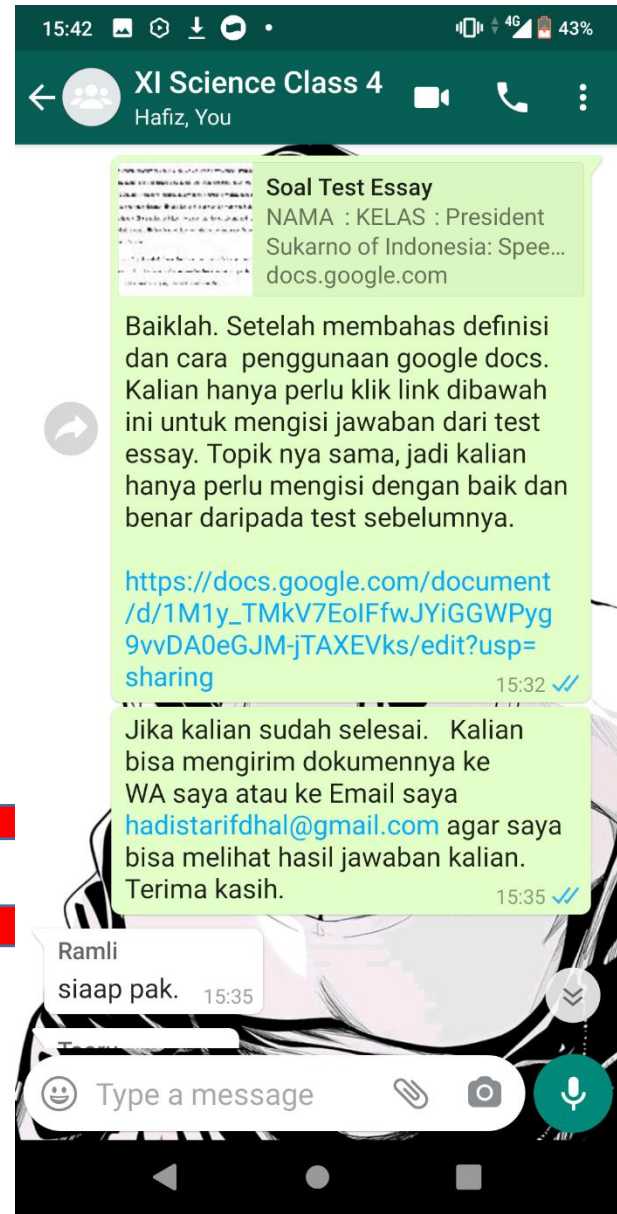 15:42
4G 43%
XI Science Class 4
Hafiz, You
Soal Test Essay
NAMA : KELAS : President
Sukarno of Indonesia: Spee...
docs.google.com
Baiklah. Setelah membahas definisi
dan cara penggunaan google docs.
Kalian hanya perlu klik link dibawah
ini untuk mengisi jawaban dari test
essay. Topik nya sama, jadi kalian
hanya perlu mengisi dengan baik dan
benar daripada test sebelumnya.
https://docs.google.com/document
/d/1M1y_TMkV7EoIFfwJYiGGWPyg
9vvDA0eGJM-jTAXEVks/edit?usp=
sharing
15:32
Jika kalian sudah selesai. Kalian
bisa mengirim dokumennya ke
WA saya atau ke Email saya
hadistarifdhal@gmail.com agar saya
bisa melihat hasil jawaban kalian.
Terima kasih.
15:35
Ramli
siaap pak. 15:35
Type a message